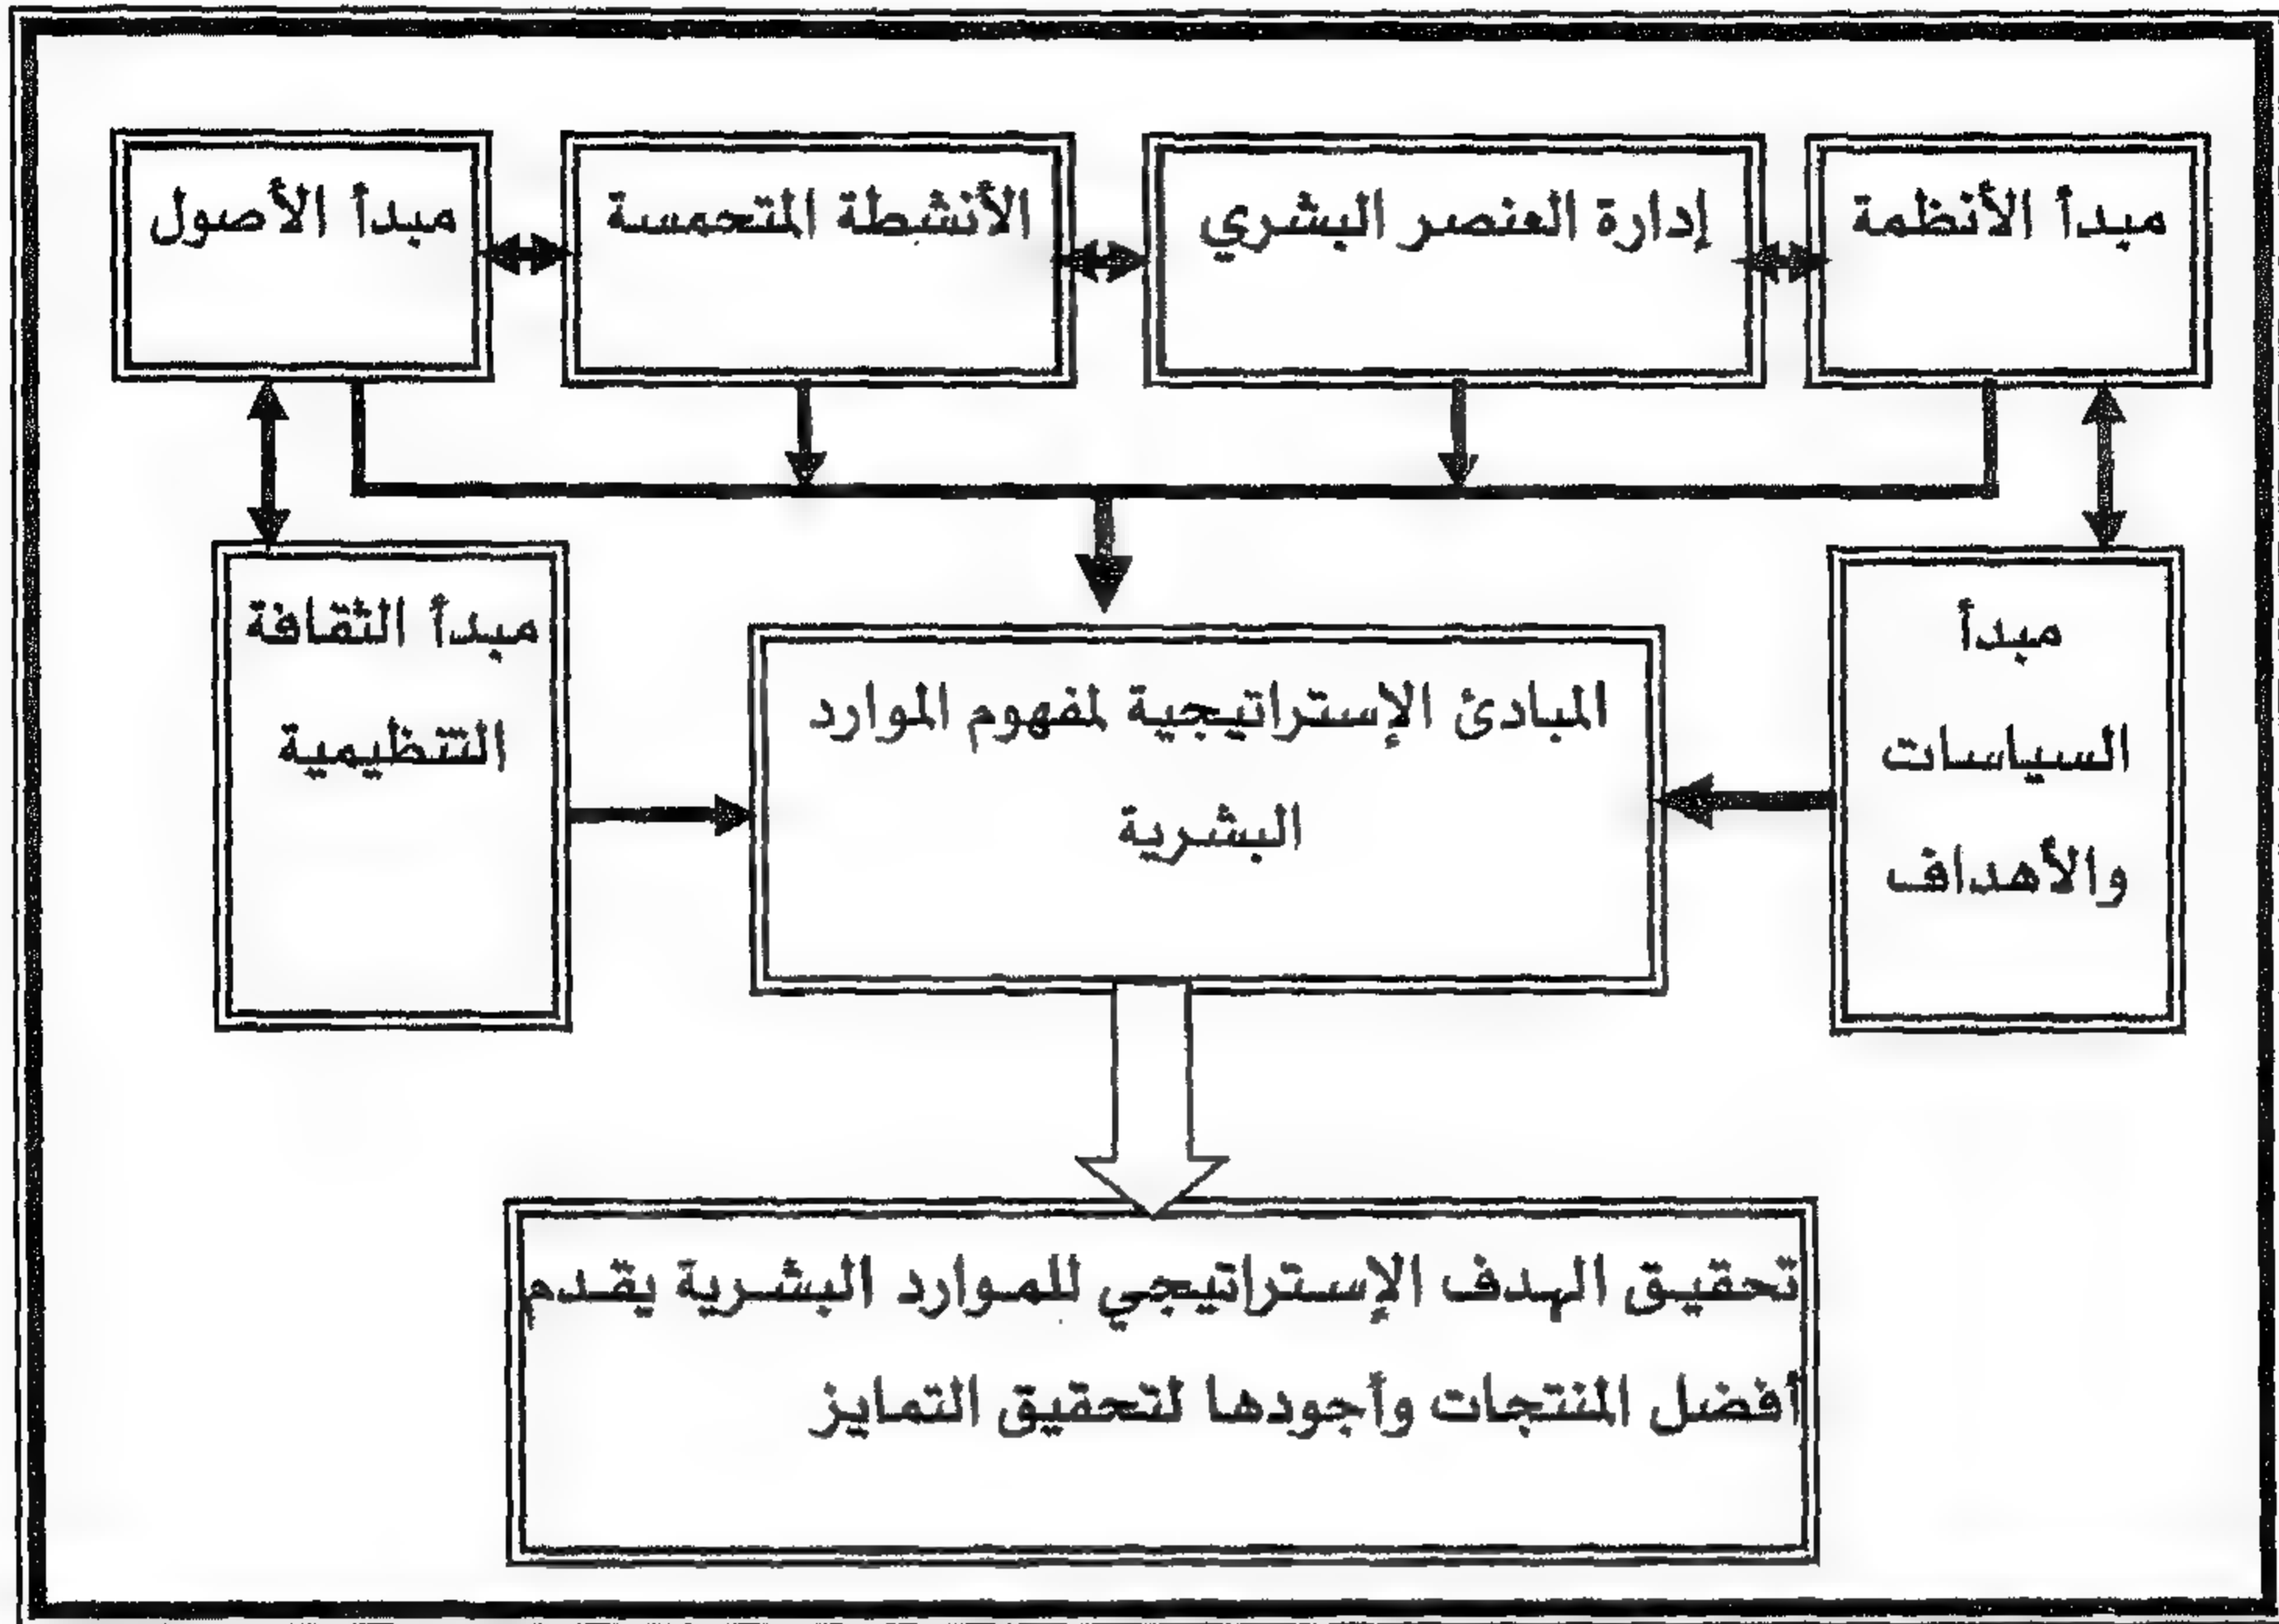 مبدأ الأنظمة
إدارة العنصر البشري
الأنشطة المتحمسة
مبدأ الأصول
مبدأ
السياسات
والأهداف
المبادئ الإستراتيجية لمفهوم الموارد
البشرية
مبدأ الثقافة
التنظيمية
تحقيق الهدف الإستراتيجي للموارد البشرية يقدم
أفضل المنتجات وأجودها لتحقيق التمايز